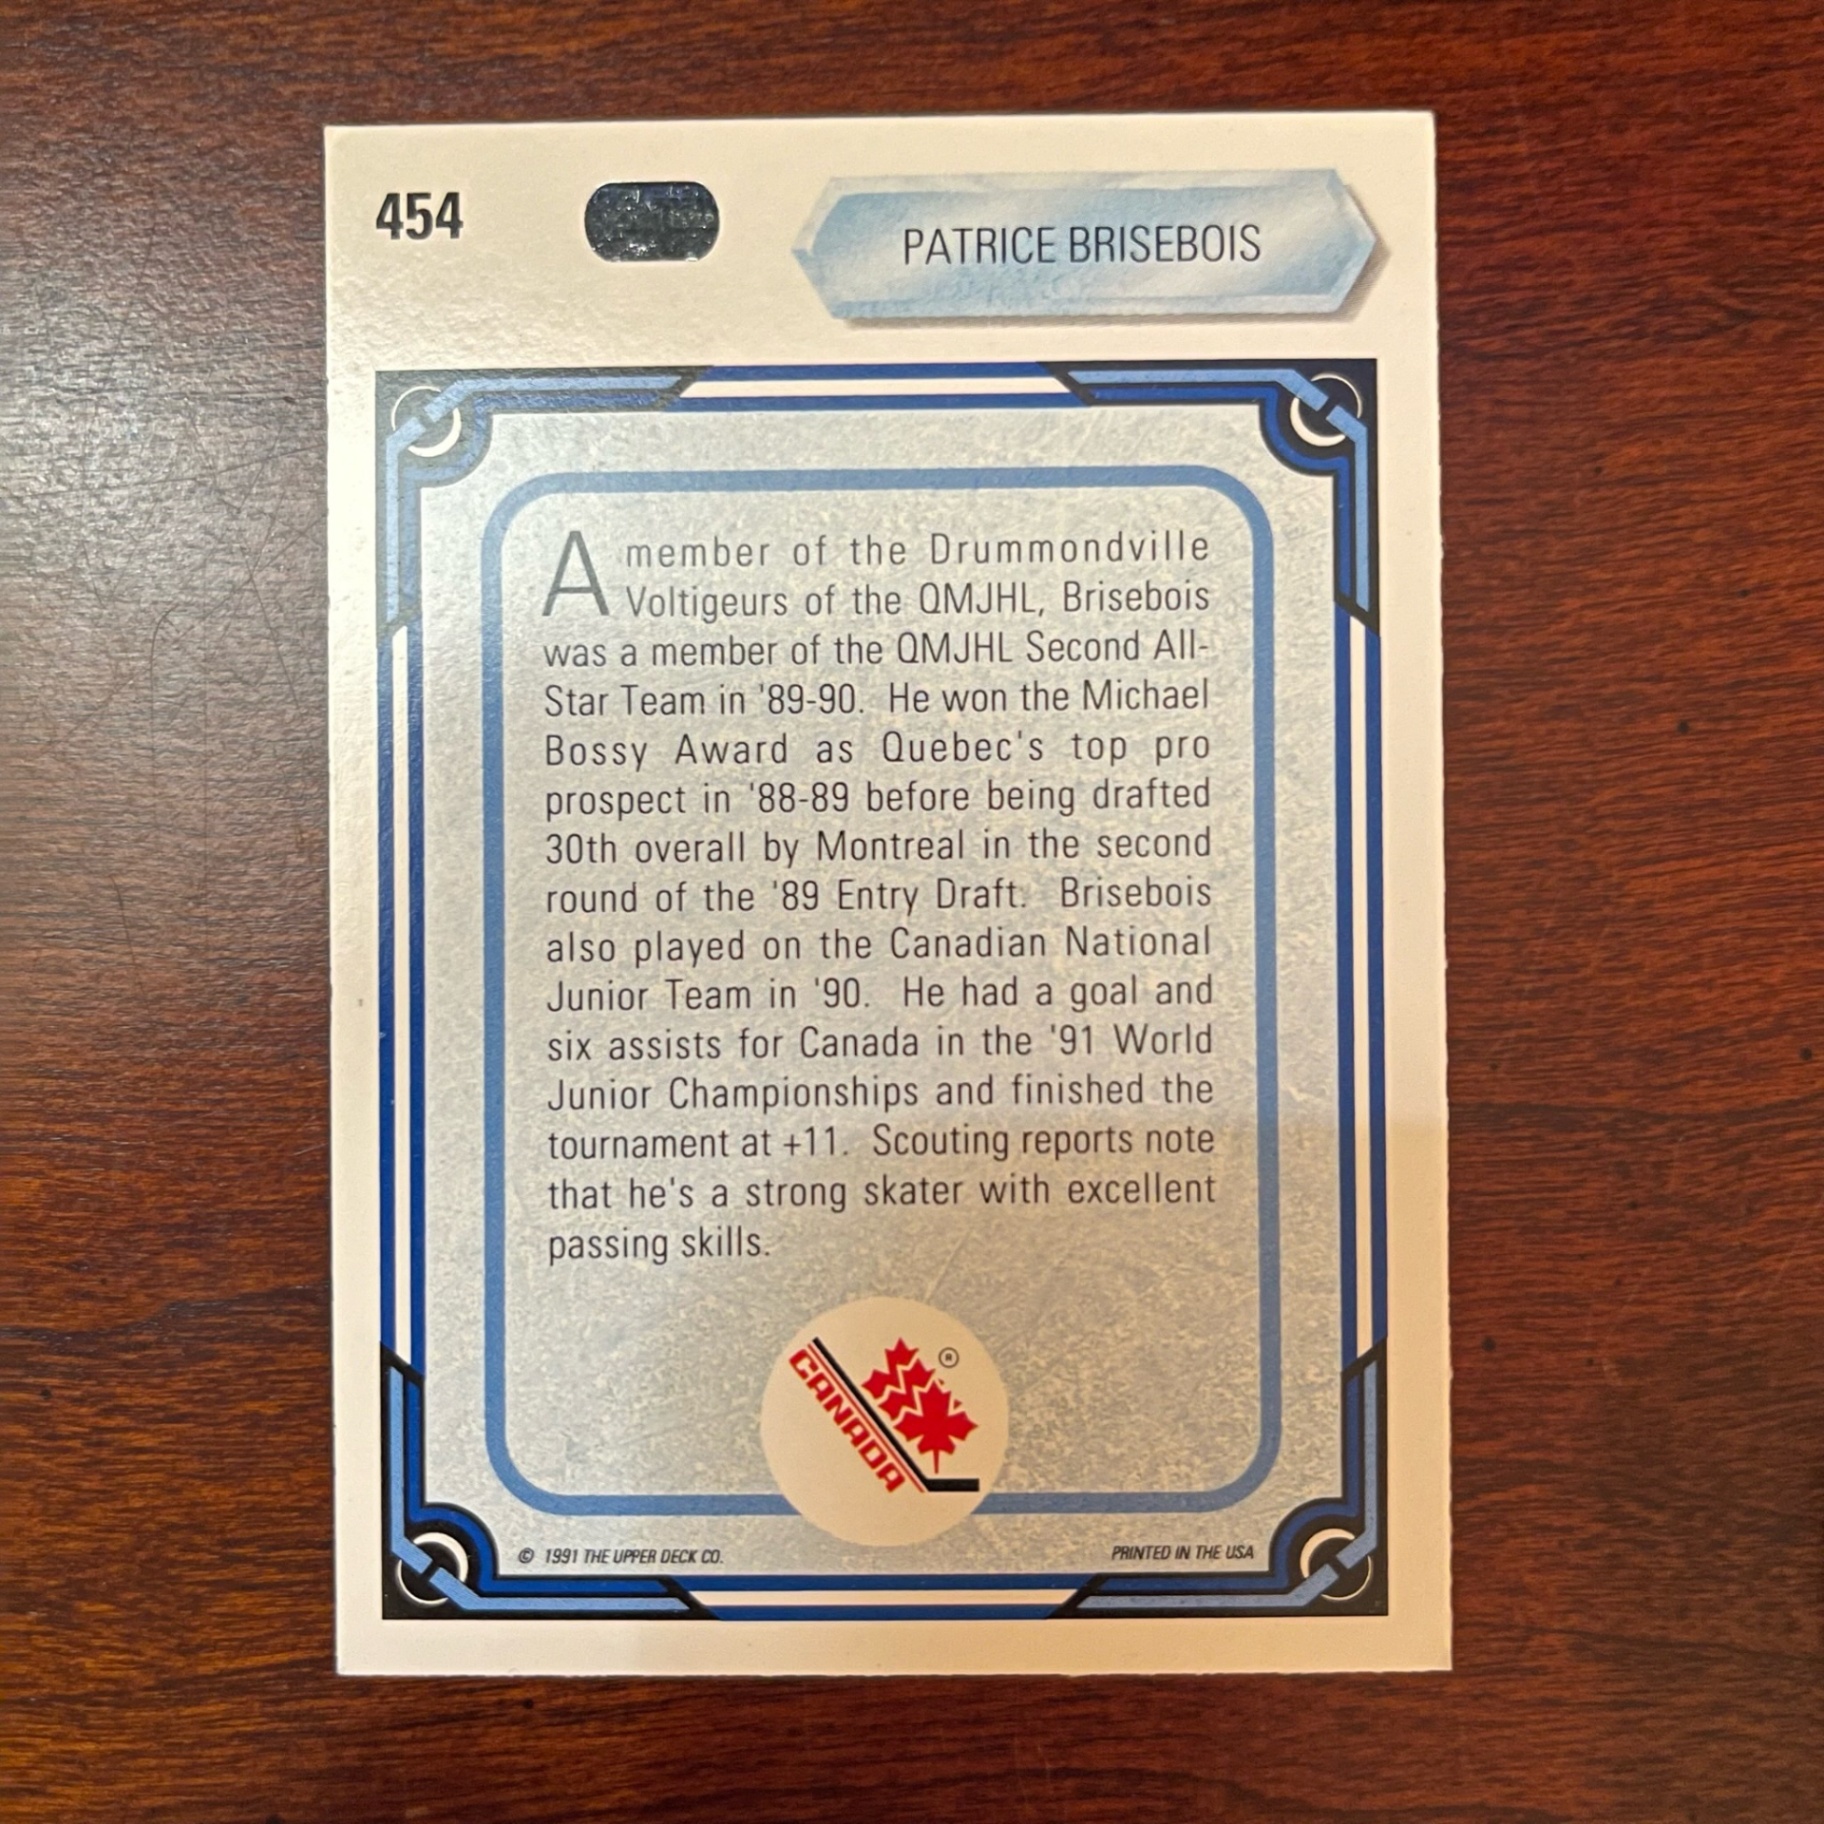 454
PATRICE BRISEBOIS
A member of the Drummondville
Voltigeurs of the QMJHL, Brisebois
was a member of the QMJHL Second All-
Star Team in '89-90. He won the Michael
Bossy Award as Quebec's top pro
prospect in '88-89 before being drafted
30th overall by Montreal in the second
round of the '89 Entry Draft. Brisebois
also played on the Canadian National
Junior Team in '90. He had a goal and
six assists for Canada in the '91 World
Junior Championships and finished the
tournament at +11. Scouting reports note
that he's a strong skater with excellent
passing skills.
CANADA ®
© 1991 THE UPPER DECK CO.
PRINTED IN THE USA